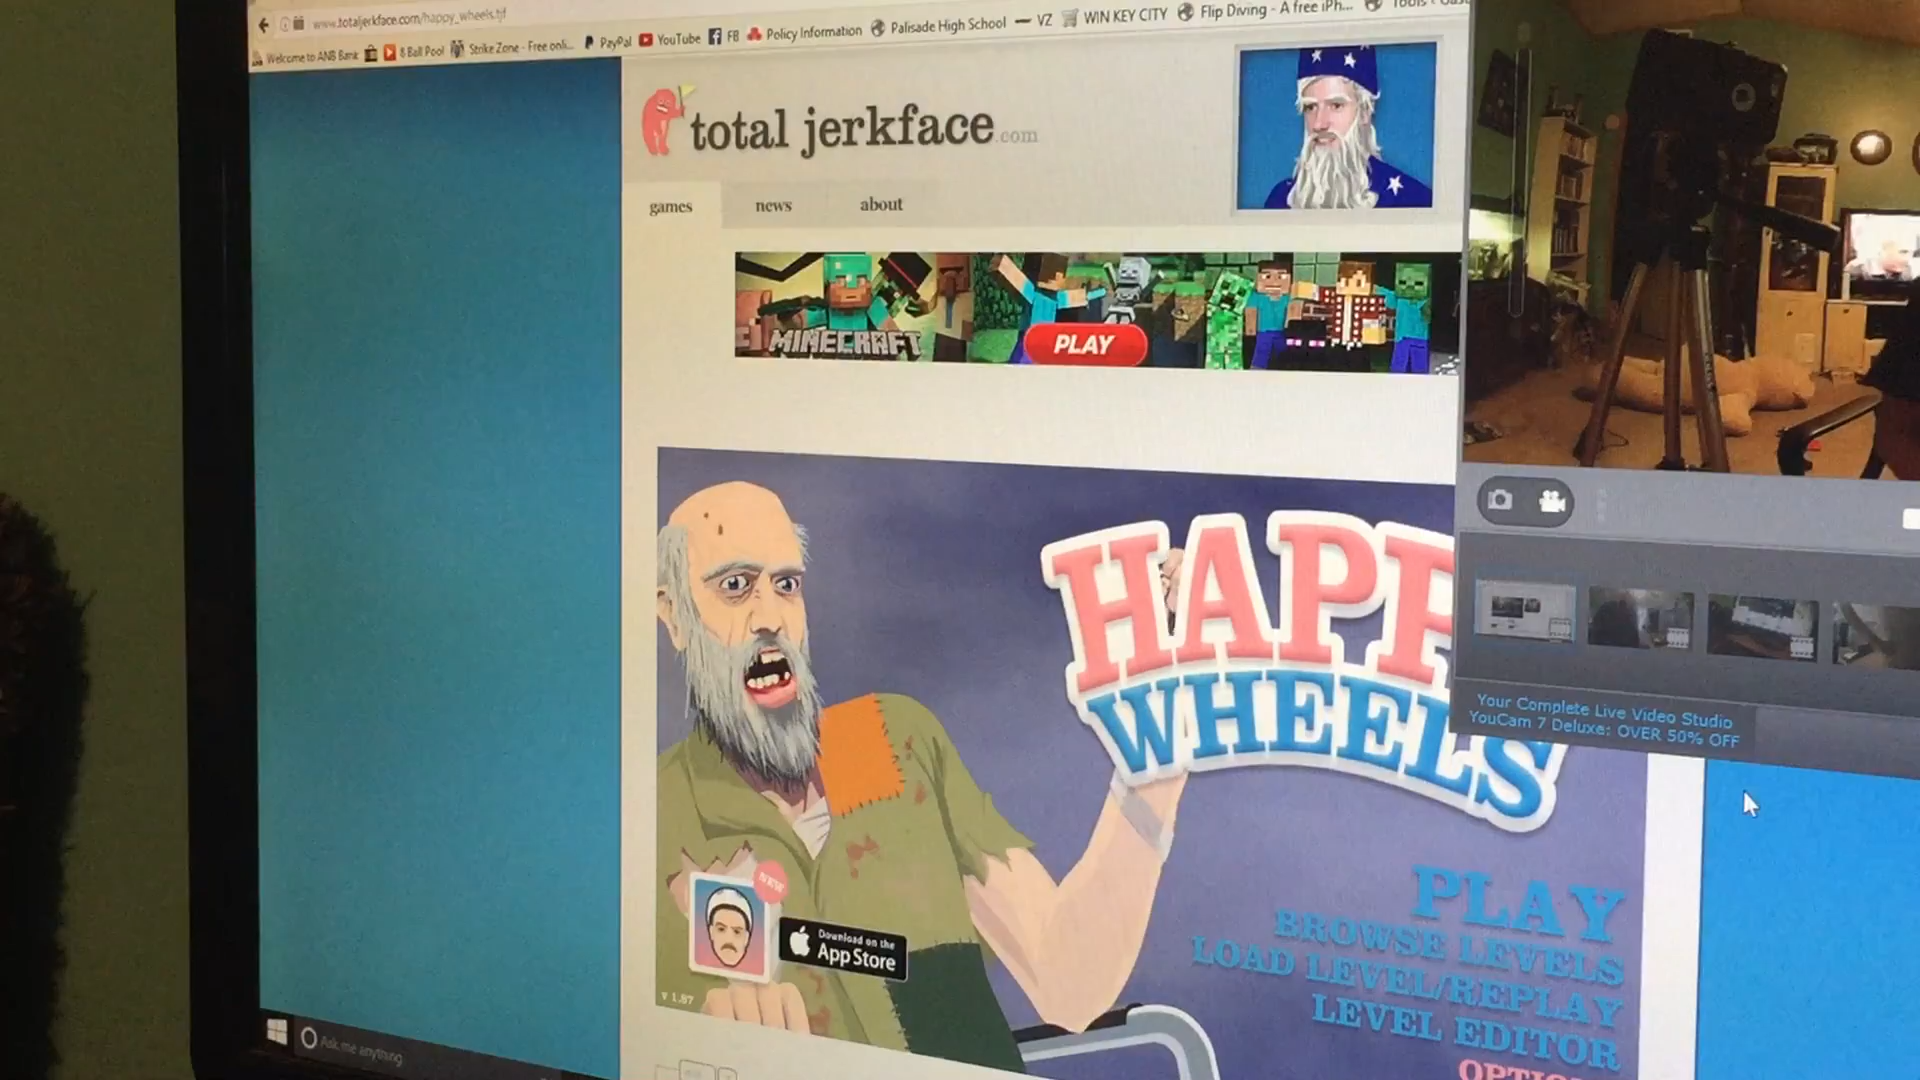 www.totaljerkface.com/happy_wheels.tjf
Welcome to ANB Bank 8 Ball Pool Strike Zone - Free onli... PayPal YouTube FB Policy Information Palisade High School VZ WIN KEY CITY Flip Diving - A free iPh...
total jerkface.com
games news about
MINECRAFT
PLAY
HAPP
WHEELS
Your Complete Live Video Studio
YouCam 7 Deluxe: OVER 50% OFF
PLAY
BROWSE LEVELS
LOAD LEVEL/REPLAY
LEVEL EDITOR
NEW
Download on the
App Store
v 1.87
Ask me anything